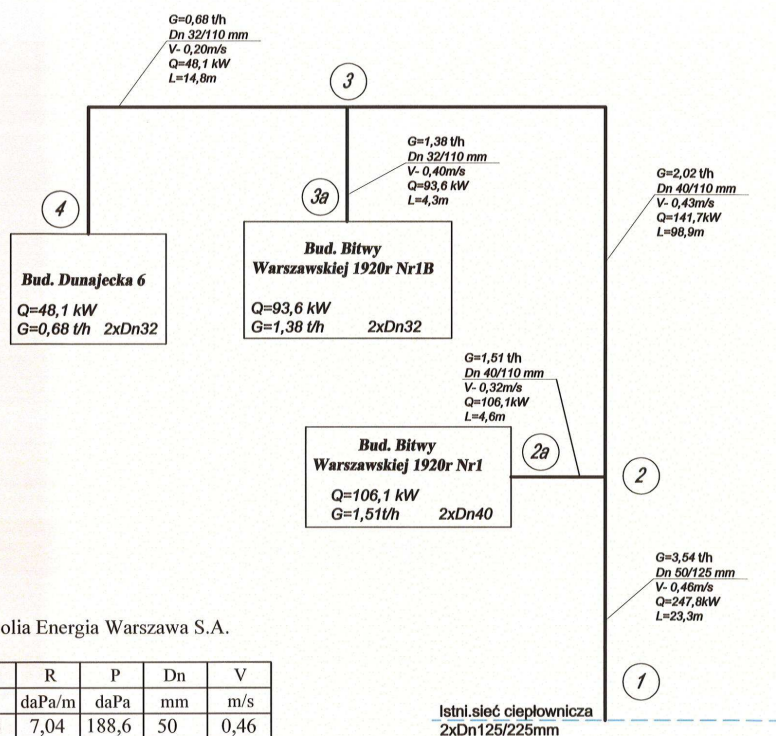 G=0,68 t/h
Dn 32/110 mm
V- 0,20m/s
Q=48,1 kW
L=14,8m
3
G=1,38 t/h
Dn 32/110 mm
V- 0,40m/s
Q=93,6 kW
L=4,3m
G=2,02 t/h
Dn 40/110 mm
V- 0,43m/s
Q=141,7kW
L=98,9m
4
3a
Bud. Dunajecka 6
Q=48,1 kW
G=0,68 t/h 2xDn32
Bud. Bitwy
Warszawskiej 1920r Nr1B
Q=93,6 kW
G=1,38 t/h 2xDn32
G=1,51 t/h
Dn 40/110 mm
V- 0,32m/s
Q=106,1kW
L=4,6m
Bud. Bitwy
Warszawskiej 1920r Nr1
Q=106,1 kW
G=1,51t/h 2xDn40
2a
2
G=3,54 t/h
Dn 50/125 mm
V- 0,46m/s
Q=247,8kW
L=23,3m
1
olia Energia Warszawa S.A.
R P Dn V
daPa/m daPa mm m/s
7,04 188,6 50 0,46
Istni.sieć ciepłownicza
2xDn125/225mm